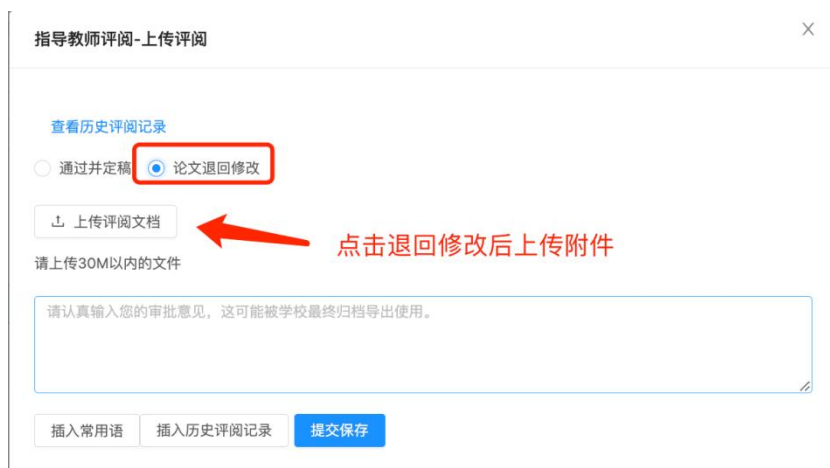 指导教师评阅-上传评阅
查看历史评阅记录
通过并定稿 论文退回修改
上传评阅文档
点击退回修改后上传附件
请上传30M以内的文件
请认真输入您的审批意见，这可能被学校最终归档导出使用。
插入常用语 插入历史评阅记录 提交保存